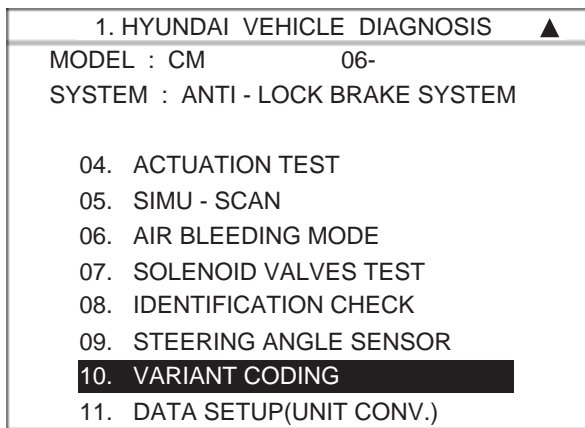 1. HYUNDAI VEHICLE DIAGNOSIS ▲
MODEL : CM 06-
SYSTEM : ANTI - LOCK BRAKE SYSTEM
04. ACTUATION TEST
05. SIMU - SCAN
06. AIR BLEEDING MODE
07. SOLENOID VALVES TEST
08. IDENTIFICATION CHECK
09. STEERING ANGLE SENSOR
10. VARIANT CODING
11. DATA SETUP(UNIT CONV.)